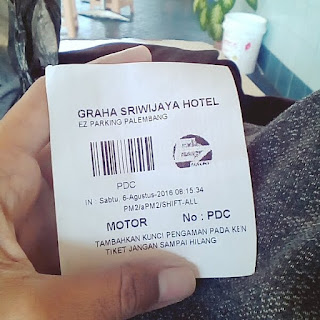 GRAHA SRIWIJAYA HOTEL
EZ PARKING PALEMBANG
PDC
IN : Sabtu, 6-Agustus-2016 08:15:34
PM2/aPM2/SHIFT-ALL
MOTOR No : PDC
TAMBAHKAN KUNCI PENGAMAN PADA KEN
TIKET JANGAN SAMPAI HILANG